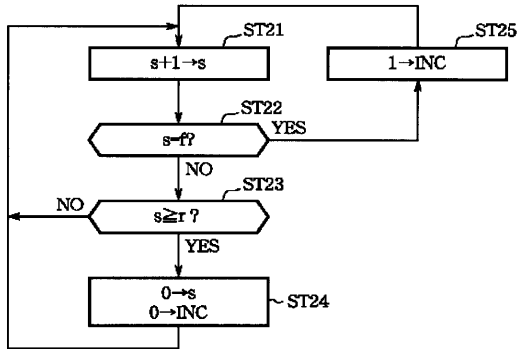 ST21
s+1→s
ST25
1→INC
ST22
s=f?
YES
NO
ST23
NO
s≧r ?
YES
0→s
0→INC
ST24